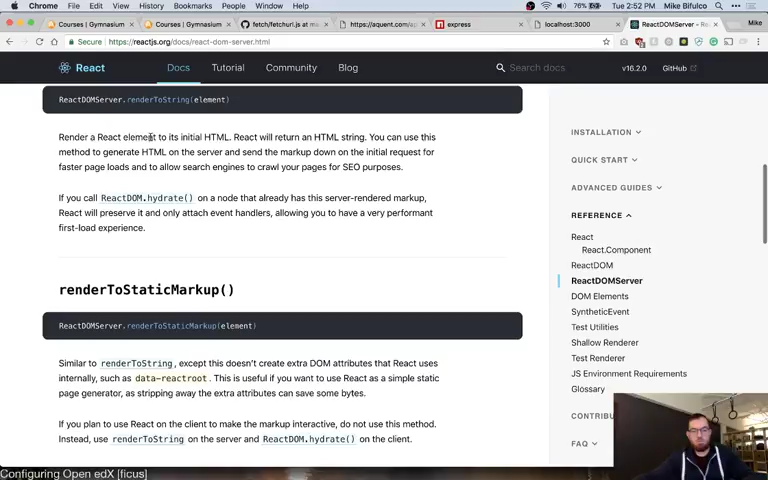 Chrome File Edit View History Bookmarks People Window Help
76% Tue 2:52 PM Mike Bifulco
Courses | Gymnasium
Courses | Gymnasium
fetch/fetchurl.js at ma
https://aquent.com/ap
express
localhost:3000
ReactDOMServer - React
Mike
Secure https://reactjs.org/docs/react-dom-server.html
React Docs Tutorial Community Blog Search docs v16.2.0 GitHub
ReactDOMServer.renderToString(element)
Render a React element to its initial HTML. React will return an HTML string. You can use this
method to generate HTML on the server and send the markup down on the initial request for
faster page loads and to allow search engines to crawl your pages for SEO purposes.
If you call ReactDOM.hydrate() on a node that already has this server-rendered markup,
React will preserve it and only attach event handlers, allowing you to have a very performant
first-load experience.
renderToStaticMarkup()
ReactDOMServer.renderToStaticMarkup(element)
Similar to renderToString, except this doesn't create extra DOM attributes that React uses
internally, such as data-reactroot. This is useful if you want to use React as a simple static
page generator, as stripping away the extra attributes can save some bytes.
If you plan to use React on the client to make the markup interactive, do not use this method.
Instead, use renderToString on the server and ReactDOM.hydrate() on the client.
INSTALLATION
QUICK START
ADVANCED GUIDES
REFERENCE
React
React.Component
ReactDOM
ReactDOMServer
DOM Elements
SyntheticEvent
Test Utilities
Shallow Renderer
Test Renderer
JS Environment Requirements
Glossary
CONTRIBU
FAQ
Configuring Open edX [ficus]